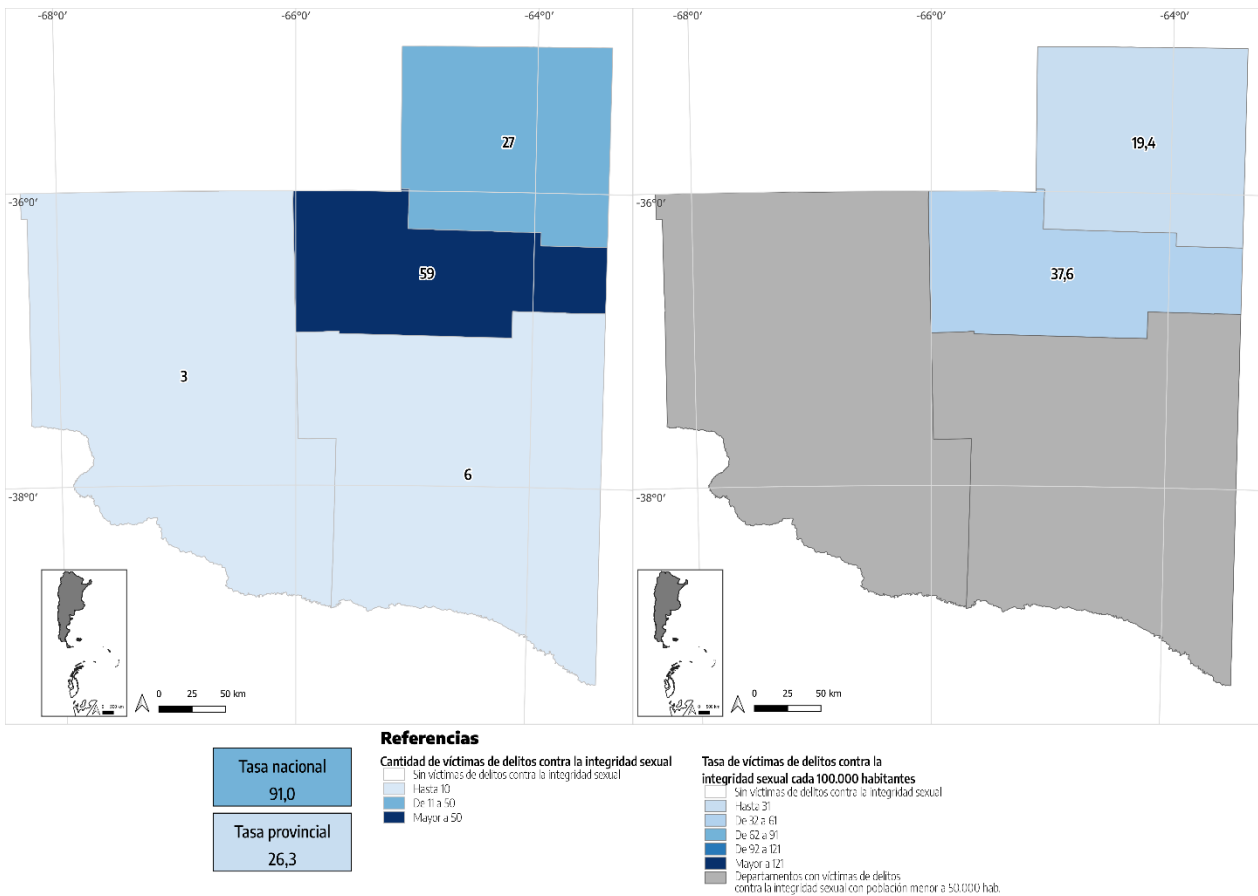 -68°0′
-66°0′
-64°0′
-68°0′
-66°0′
-64°0′
27
19,4
-36°0′
-36°0′
59
37,6
3
6
-38°0′
-38°0′
0 25 50 km
0 25 50 km
Referencias
Tasa nacional
91,0
Tasa provincial
26,3
Cantidad de víctimas de delitos contra la integridad sexual
Sin víctimas de delitos contra la integridad sexual
Hasta 10
De 11 a 50
Mayor a 50
Tasa de víctimas de delitos contra la
integridad sexual cada 100.000 habitantes
Sin víctimas de delitos contra la integridad sexual
Hasta 31
De 32 a 61
De 62 a 91
De 92 a 121
Mayor a 121
Departamentos con víctimas de delitos
contra la integridad sexual con población menor a 50.000 hab.